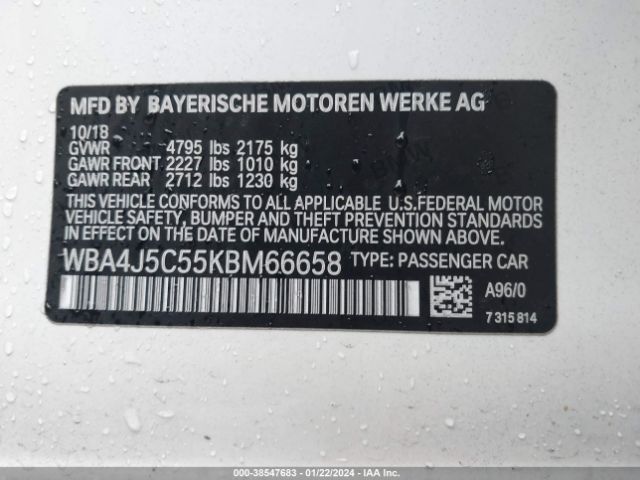 MFD BY BAYERISCHE MOTOREN WERKE AG
10/18
GVWR 4795 lbs 2175 kg
GAWR FRONT 2227 lbs 1010 kg
GAWR REAR 2712 lbs 1230 kg
THIS VEHICLE CONFORMS TO ALL APPLICABLE U.S.FEDERAL MOTOR
VEHICLE SAFETY, BUMPER AND THEFT PREVENTION STANDARDS
IN EFFECT ON THE DATE OF MANUFACTURE SHOWN ABOVE.
WBA4J5C55KBM66658 TYPE: PASSENGER CAR
A96/0
7 315 814
000-38547683 - 01/22/2024 - IAA Inc.